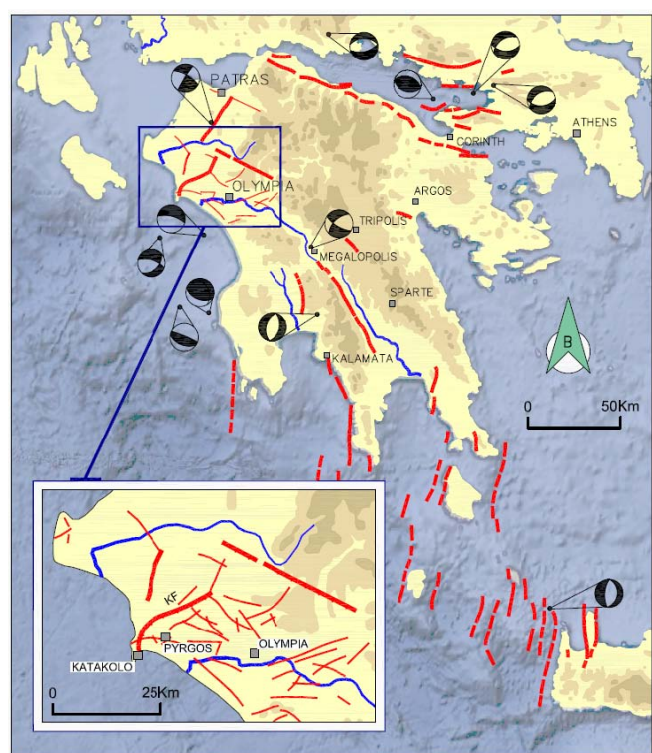 PATRAS
ATHENS
CORINTH
OLYMPIA
ARGOS
TRIPOLIS
MEGALOPOLIS
SPARTE
KALAMATA
B
0 50Km
KF
PYRGOS
OLYMPIA
KATAKOLO
0 25Km